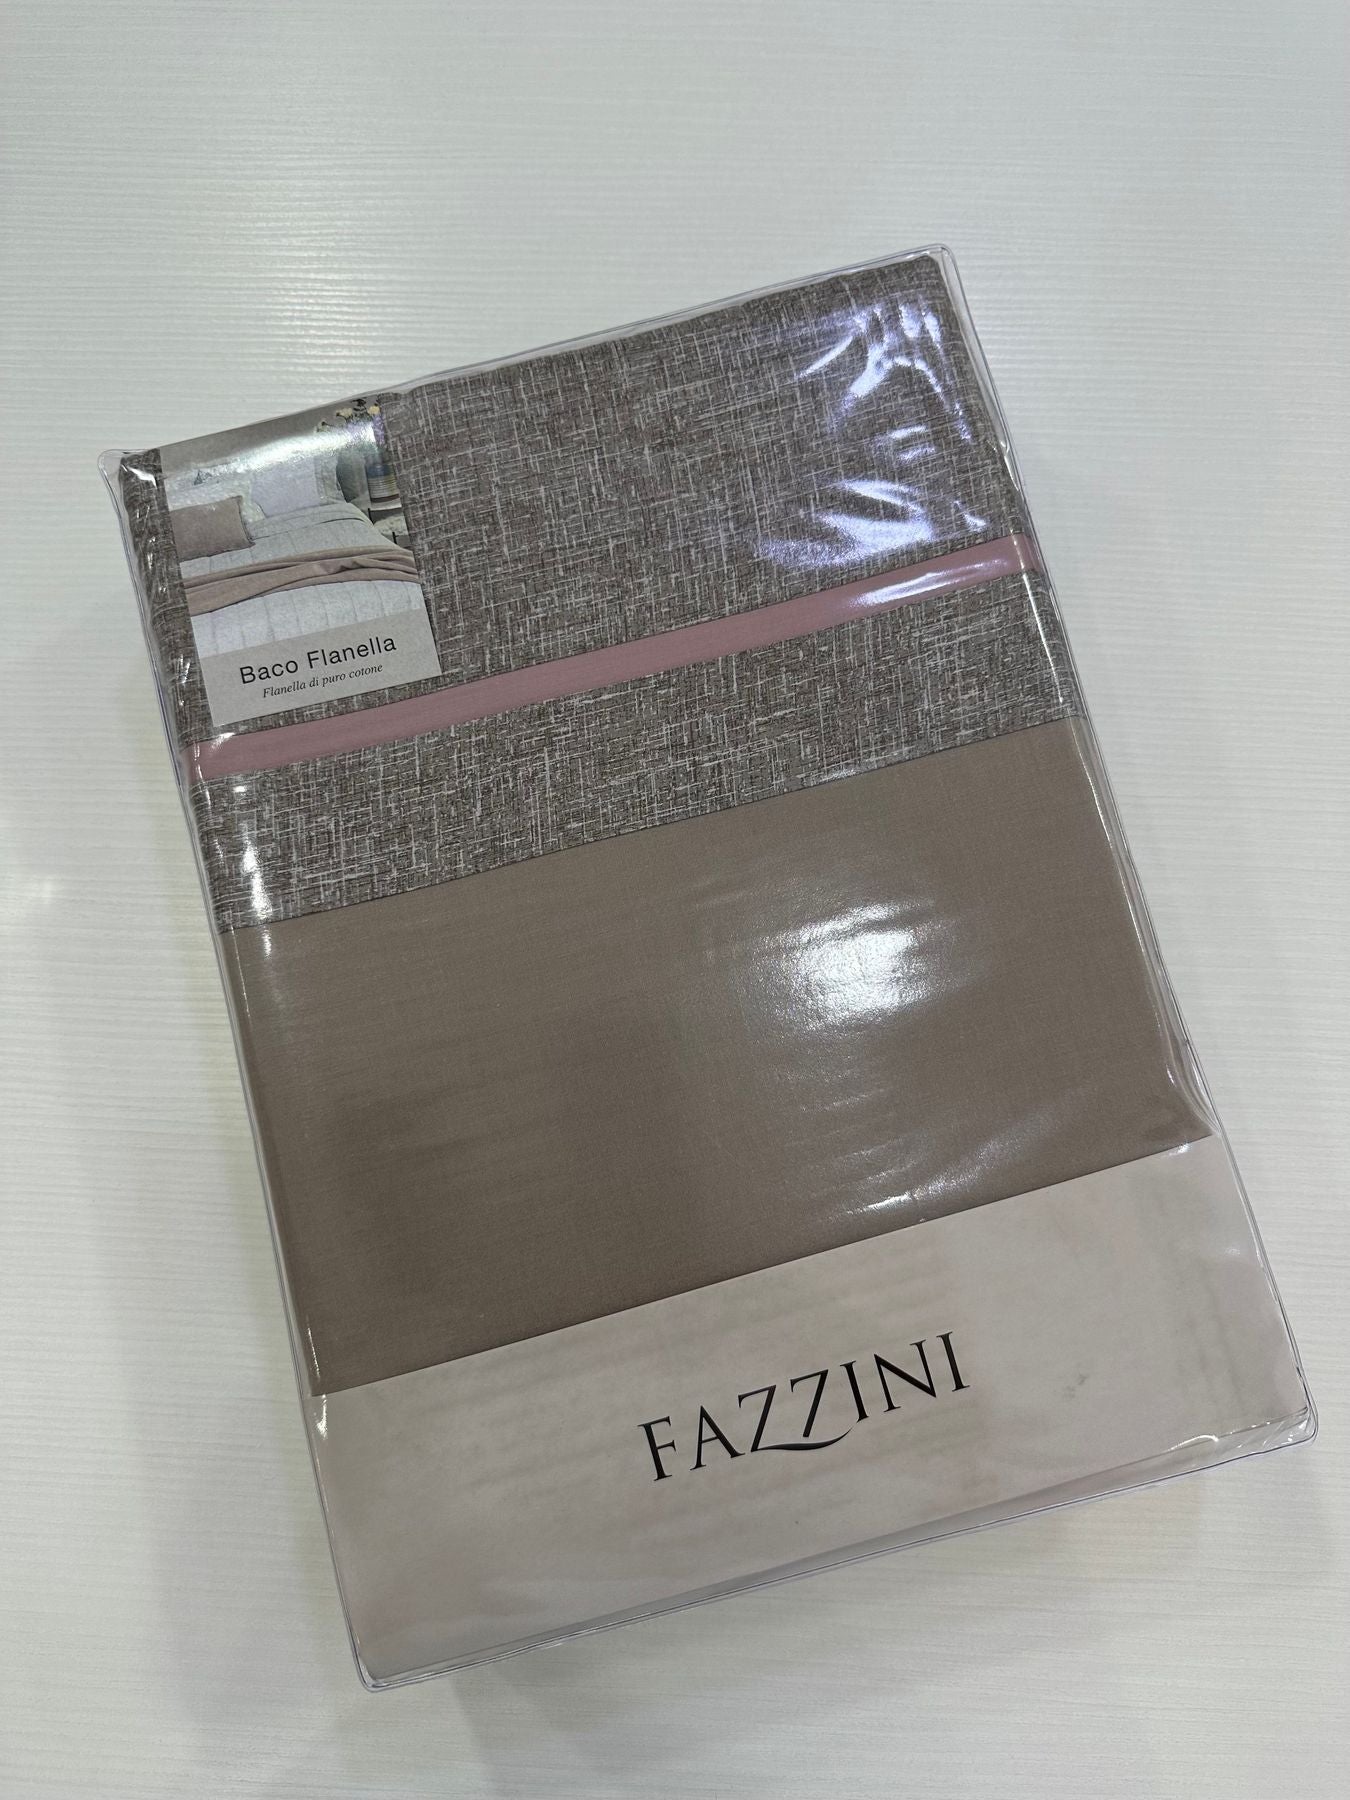 Baco Flanella
Flanella di puro cotone
FAZZINI